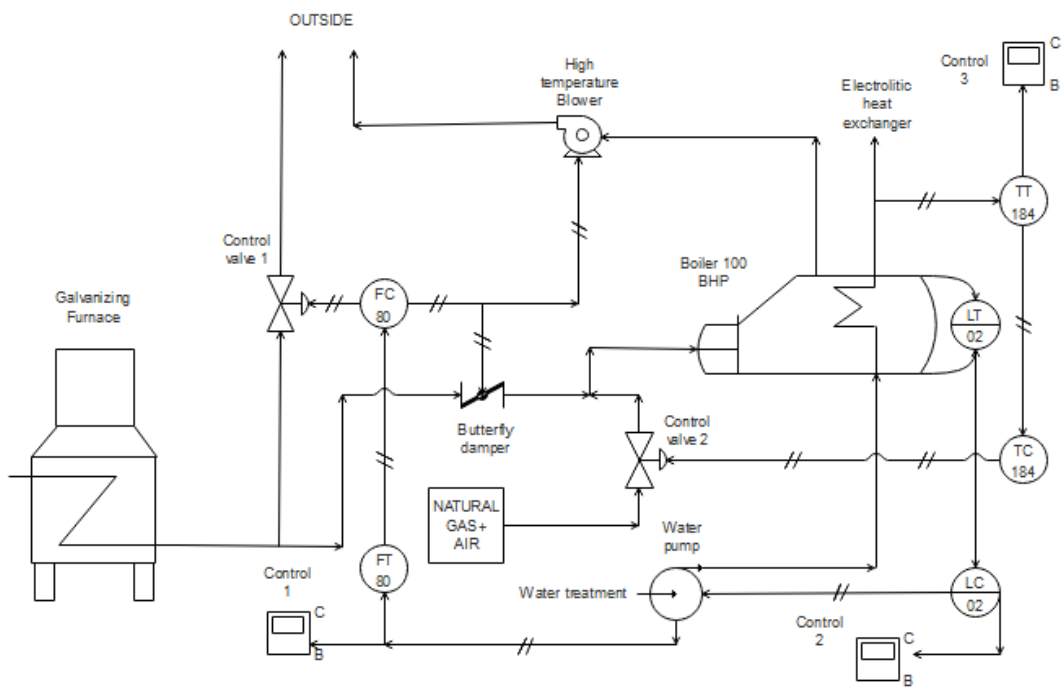 OUTSIDE
High
temperature
Blower
Electrolitic
heat
exchanger
Control
3
C
B
TT
184
Control
valve 1
Boiler 100
BHP
Galvanizing
Furnace
FC
80
LT
02
Butterfly
damper
Control
valve 2
TC
184
NATURAL
GAS+
AIR
Water
pump
Control
1
FT
80
Water treatment
LC
02
C
B
Control
2
C
B